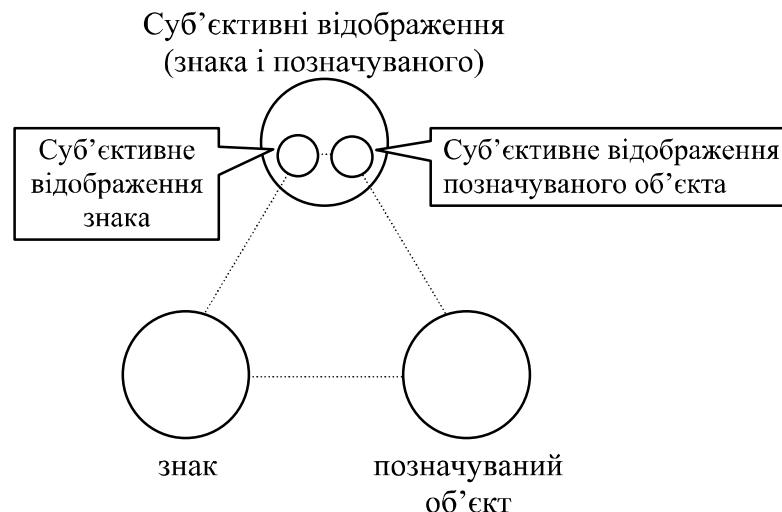 Суб’єктивні відображення
(знака і позначуваного)
Суб’єктивне
відображення
знака
Суб’єктивне відображення
позначуваного об’єкта
знак
позначуваний
об’єкт